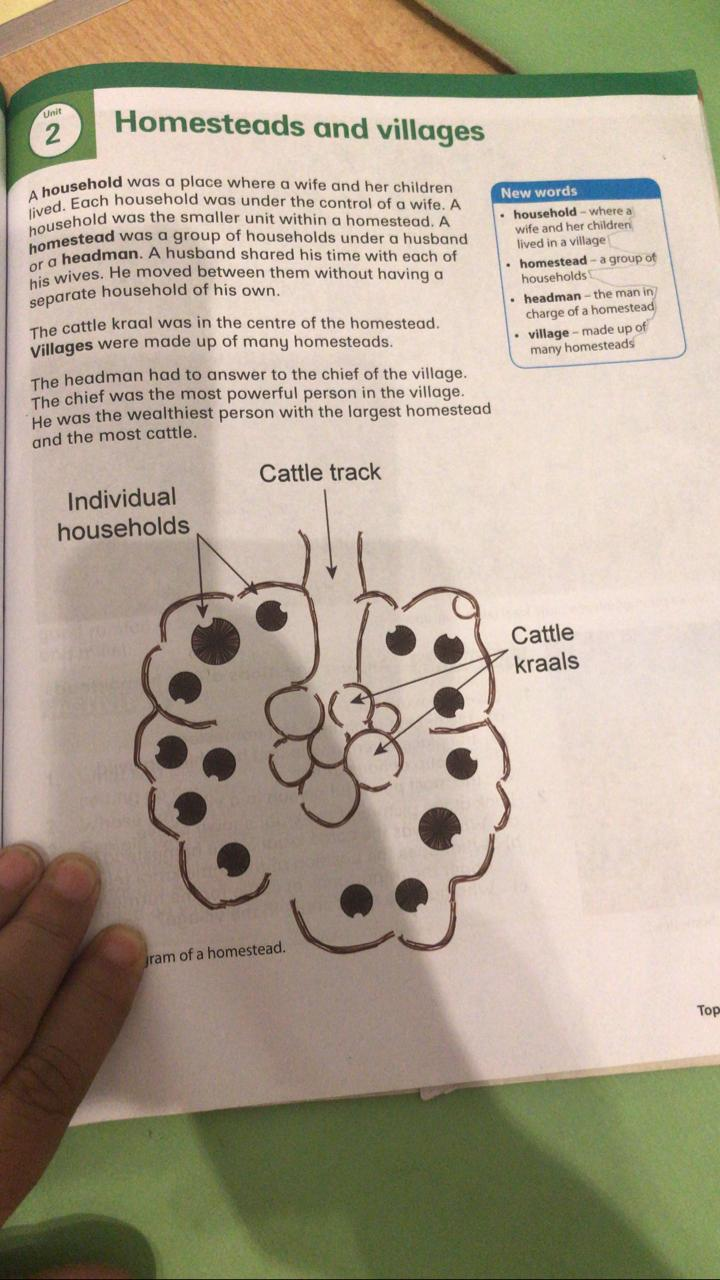 Unit
2
Homesteads and villages
A household was a place where a wife and her children
lived. Each household was under the control of a wife. A
household was the smaller unit within a homestead. A
homestead was a group of households under a husband
or a headman. A husband shared his time with each of
his wives. He moved between them without having a
separate household of his own.
The cattle kraal was in the centre of the homestead.
Villages were made up of many homesteads.
The headman had to answer to the chief of the village.
The chief was the most powerful person in the village.
He was the wealthiest person with the largest homestead
and the most cattle.
New words
• household – where a
wife and her children
lived in a village
• homestead – a group of
households
• headman – the man in
charge of a homestead
• village – made up of
many homesteads
Cattle track
Individual
households
Cattle
kraals
gram of a homestead.
Top